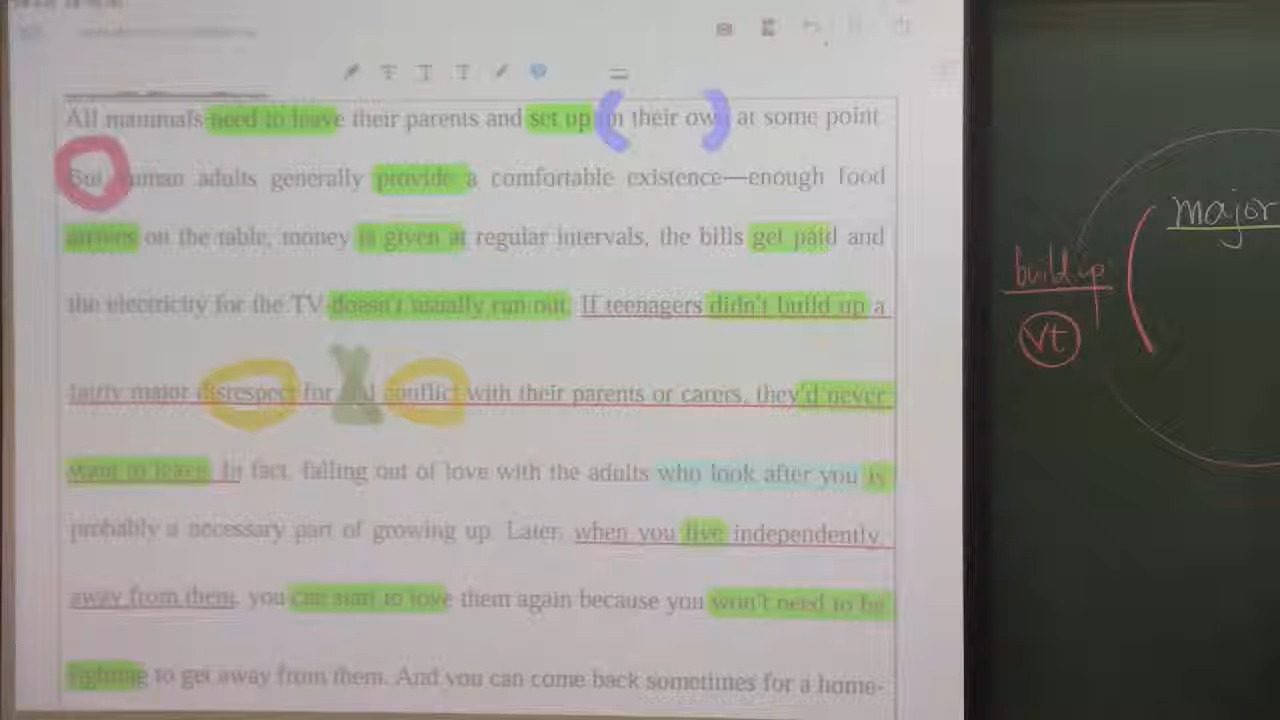 All mammals need to leave their parents and set up on their own at some point
But human adults generally provide a comfortable existence—enough food
arrives on the table, money is given at regular intervals, the bills get paid and
the electricity for the TV doesn't usually run out. If teenagers didn't build up a
fairly major disrespect for and conflict with their parents or carers, they'd never
want to leave. In fact, falling out of love with the adults who look after you is
probably a necessary part of growing up. Later, when you live independently,
away from them, you can start to love them again because you won't need to be
fighting to get away from them. And you can come back sometimes for a home-
major
build up
vt